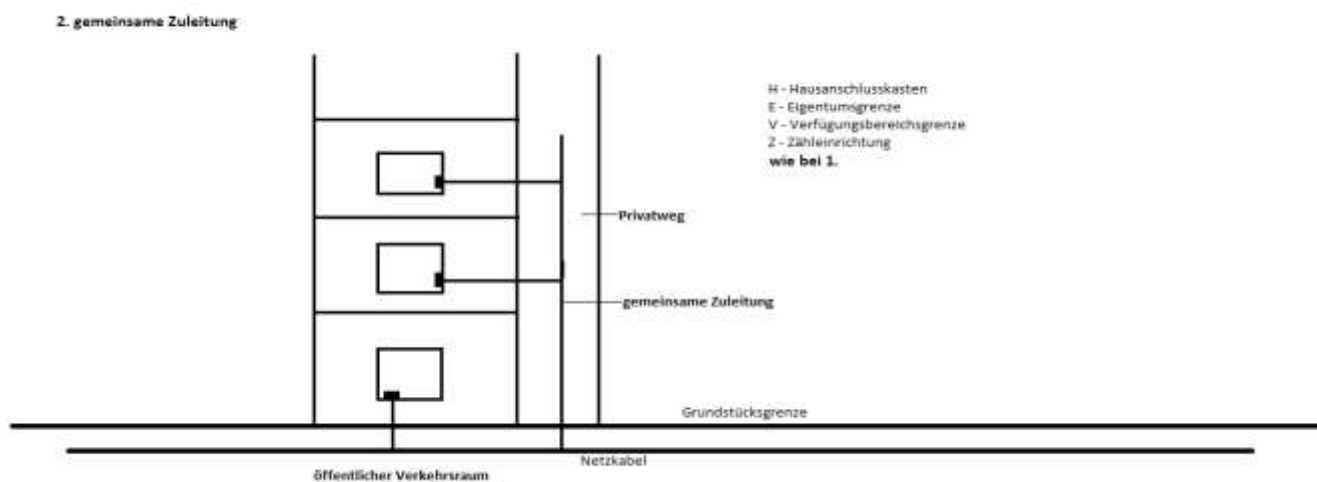 2. gemeinsame Zuleitung
H - Hausanschlusskasten
E - Eigentumsgrenze
V - Verfügungsbereichsgrenze
Z - Zähleinrichtung
wie bei 1.
Privatweg
gemeinsame Zuleitung
Grundstücksgrenze
Netzkabel
öffentlicher Verkehrsraum